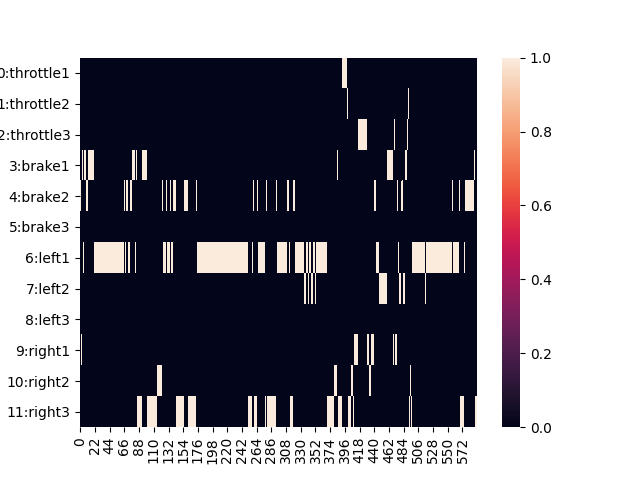 0:throttle1
1:throttle2
2:throttle3
3:brake1
4:brake2
5:brake3
6:left1
7:left2
8:left3
9:right1
10:right2
11:right3
0 22 44 66 88 110 132 154 176 198 220 242 264 286 308 330 352 374 396 418 440 462 484 506 528 550 572
1.0
0.8
0.6
0.4
0.2
0.0